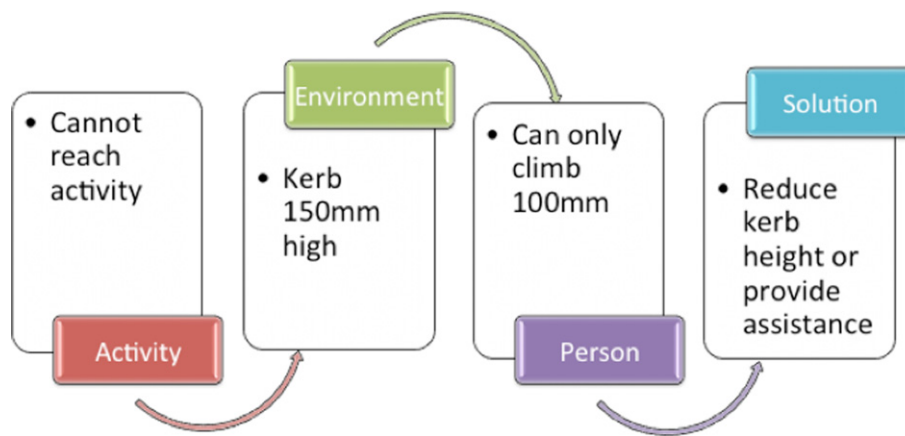 • Cannot
reach
activity
Activity
Environment
• Kerb
150mm
high
• Can only
climb
100mm
Person
Solution
• Reduce
kerb
height or
provide
assistance